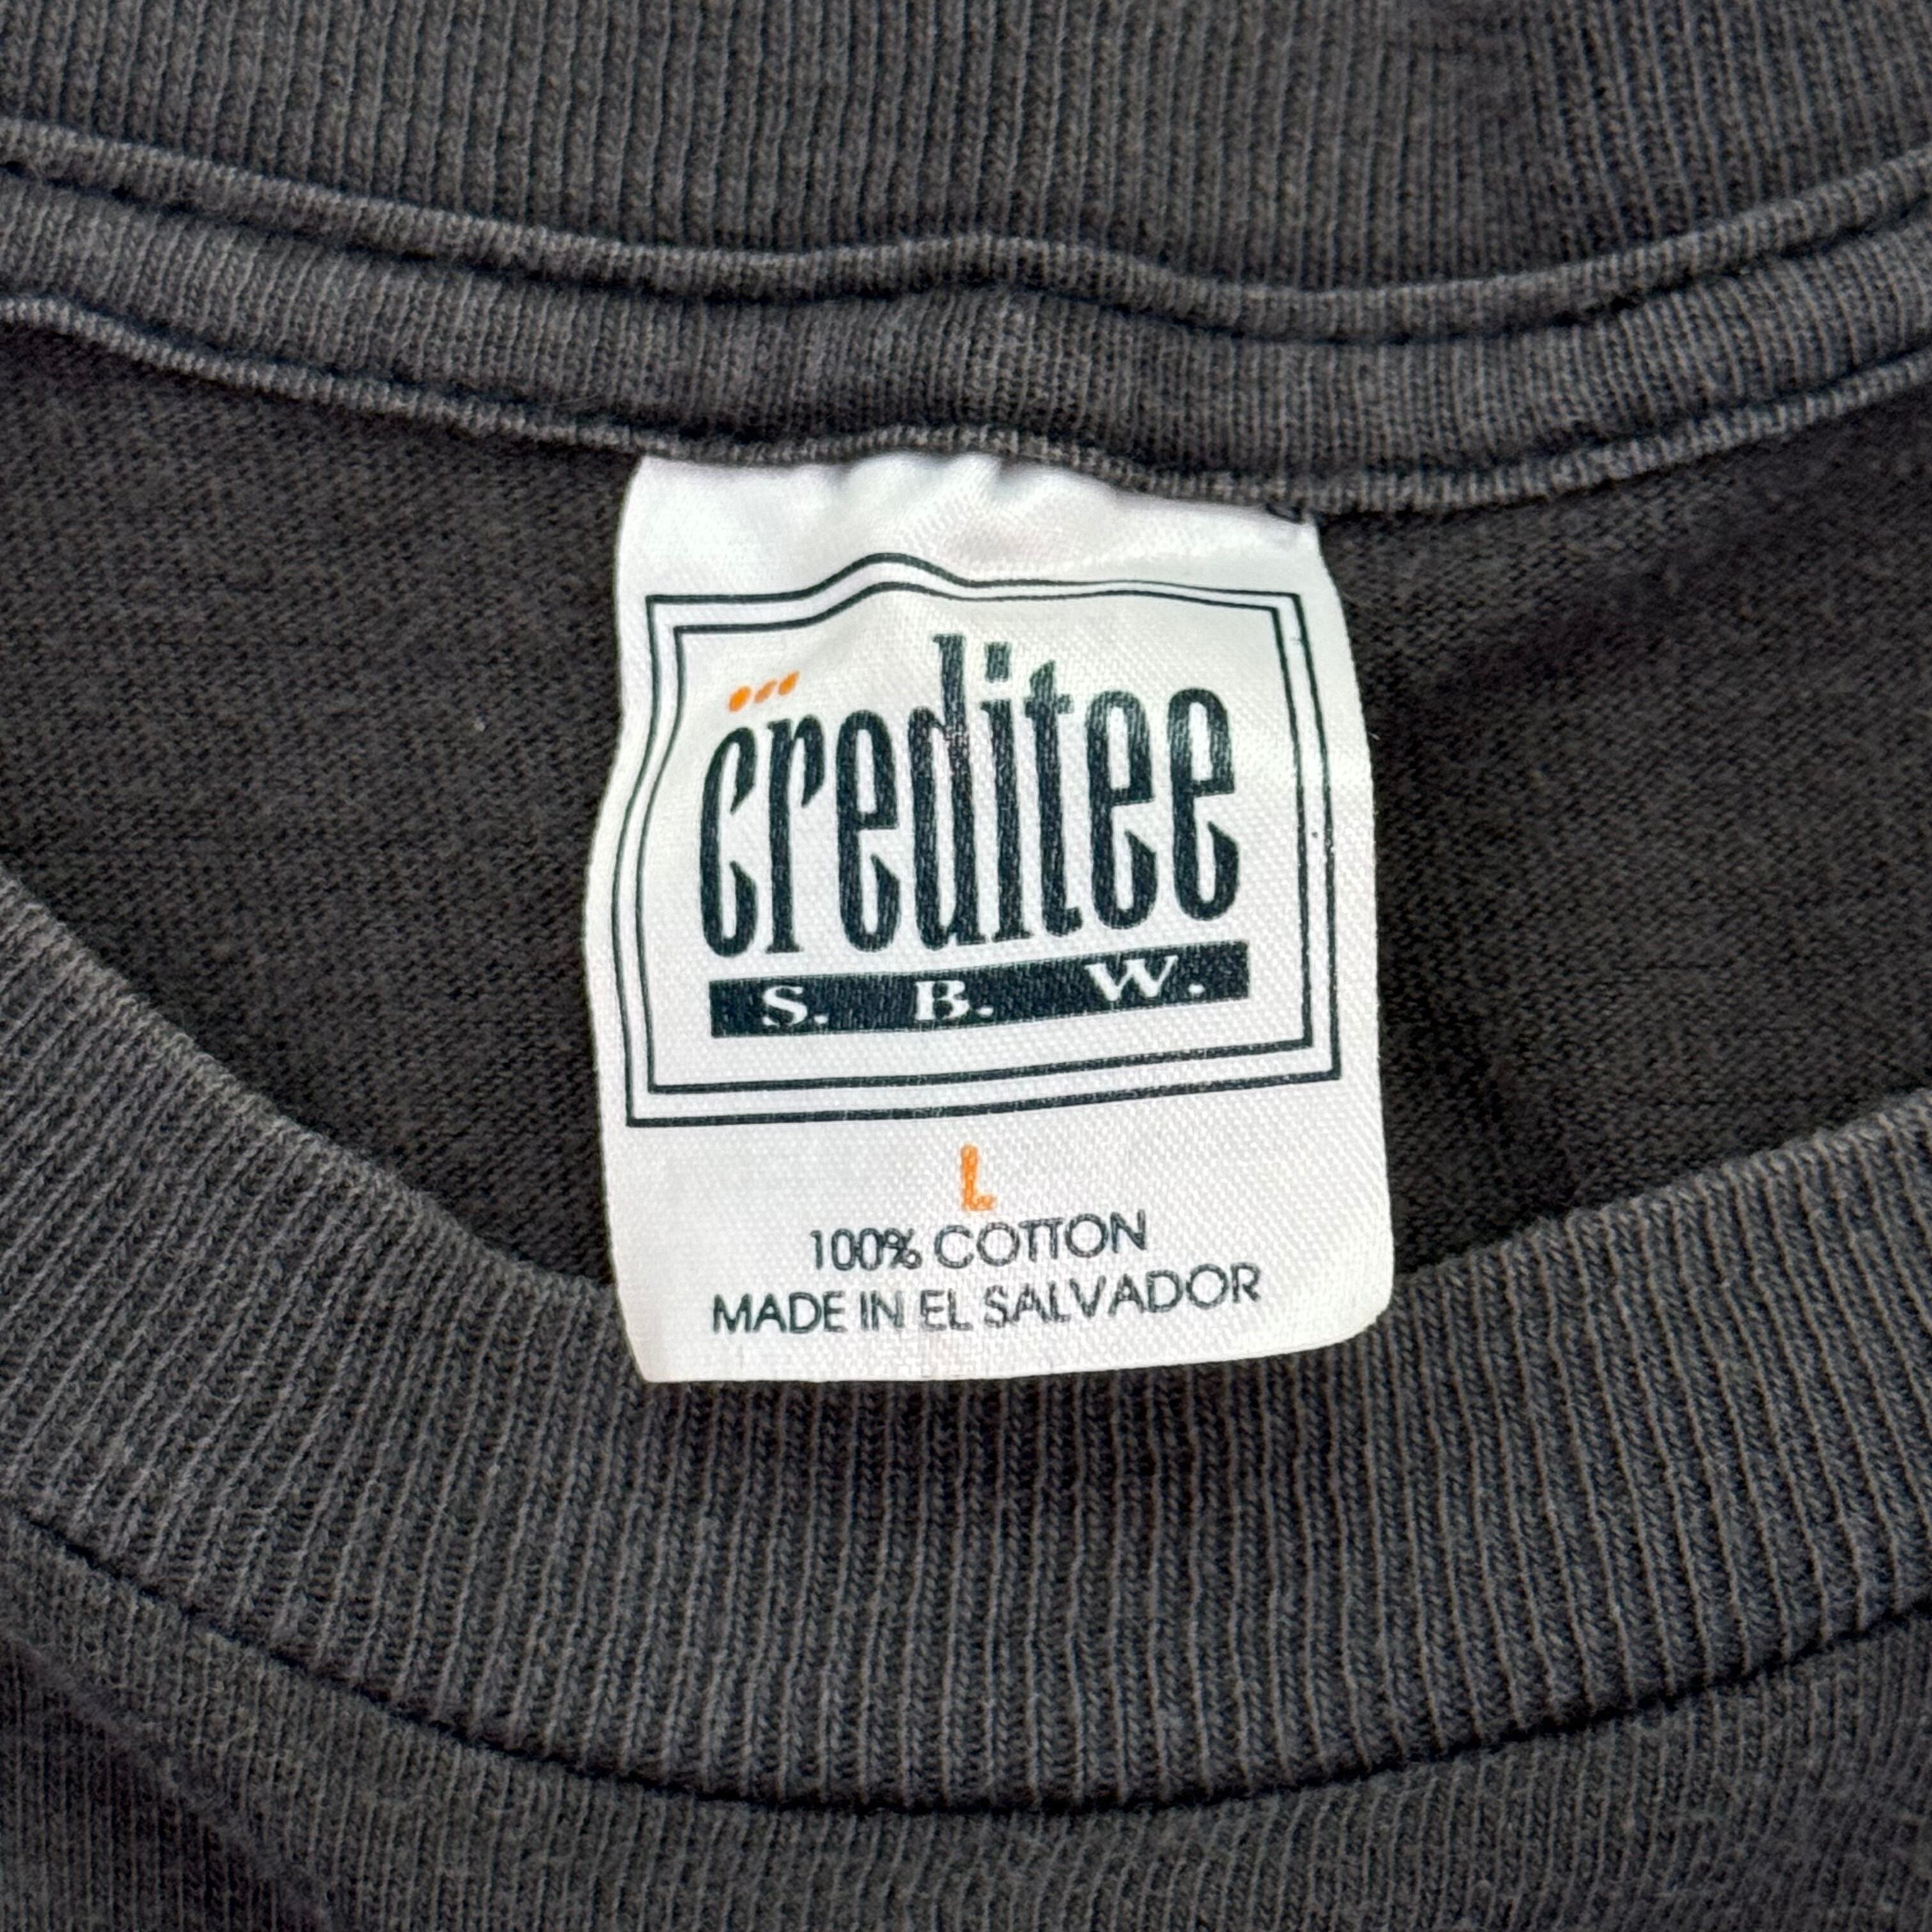 creditee
S. B. W.
L
100% COTTON
MADE IN EL SALVADOR